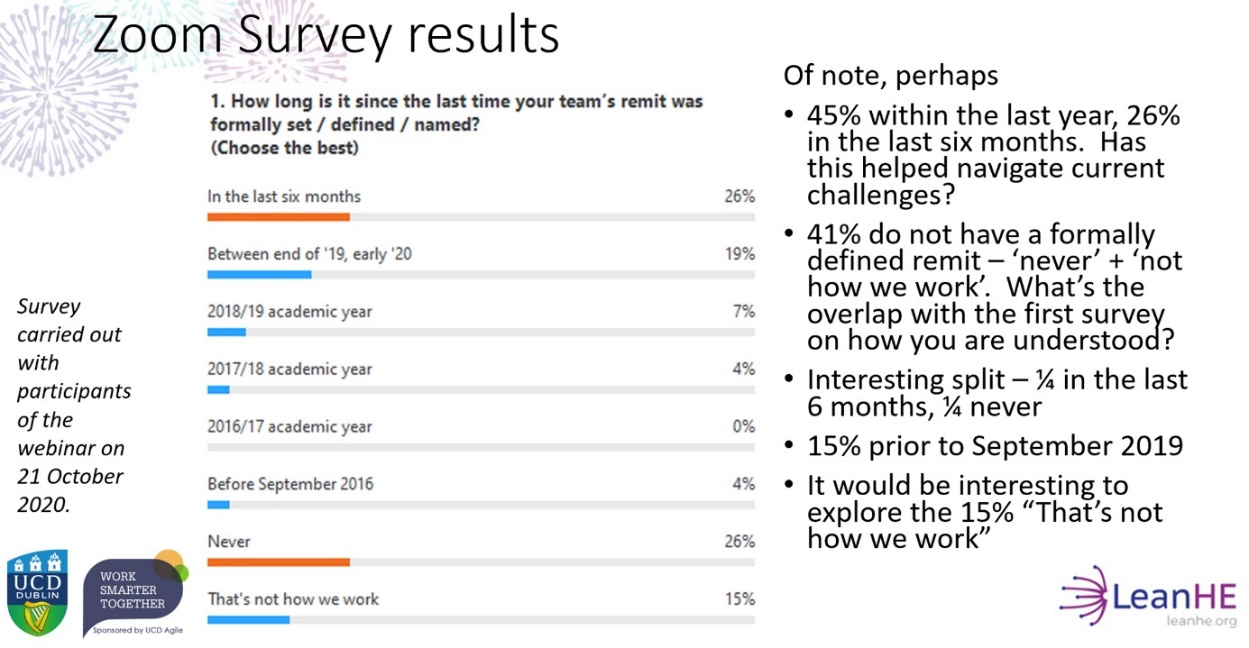 Zoom Survey results
1. How long is it since the last time your team's remit was
formally set / defined / named?
(Choose the best)
In the last six months 26%
Between end of '19, early '20 19%
2018/19 academic year 7%
2017/18 academic year 4%
2016/17 academic year 0%
Before September 2016 4%
Never 26%
That's not how we work 15%
Survey
carried out
with
participants
of the
webinar on
21 October
2020.
Of note, perhaps
• 45% within the last year, 26%
in the last six months. Has
this helped navigate current
challenges?
• 41% do not have a formally
defined remit – ‘never’ + ‘not
how we work’. What’s the
overlap with the first survey
on how you are understood?
• Interesting split – ¼ in the last
6 months, ¼ never
• 15% prior to September 2019
• It would be interesting to
explore the 15% “That’s not
how we work”
UCD
DUBLIN
WORK
SMARTER
TOGETHER
Sponsored by UCD Agile
LeanHE
leanhe.org